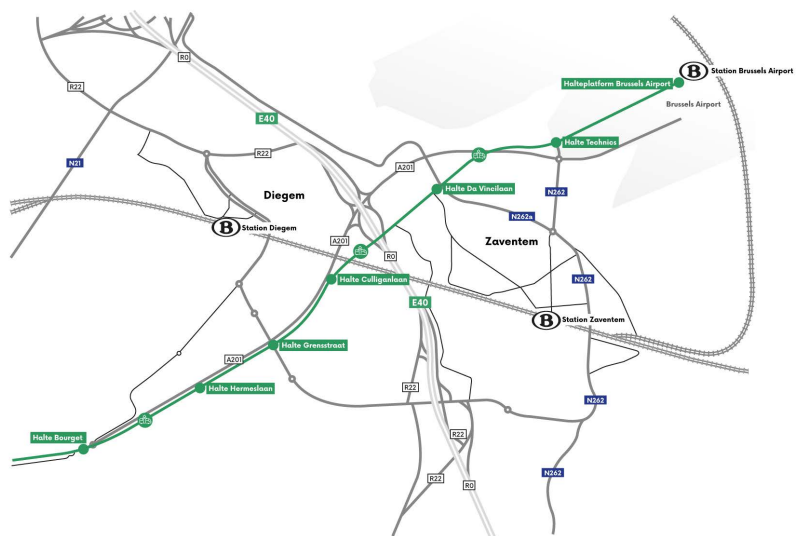 R0
B
Station Brussels Airport
Halteplatform Brussels Airport
R22
Brussels Airport
E40
Halte Technics
R22
A201
N21
Halte Da Vincilaan
N262
Diegem
N262a
B
Station Diegem
A201
Zaventem
R0
Halte Culliganlaan
N262
E40
B
Station Zaventem
Halte Grensstraat
A201
Halte Hermeslaan
R22
N262
Halte Bourget
R22
R22
N262
R0